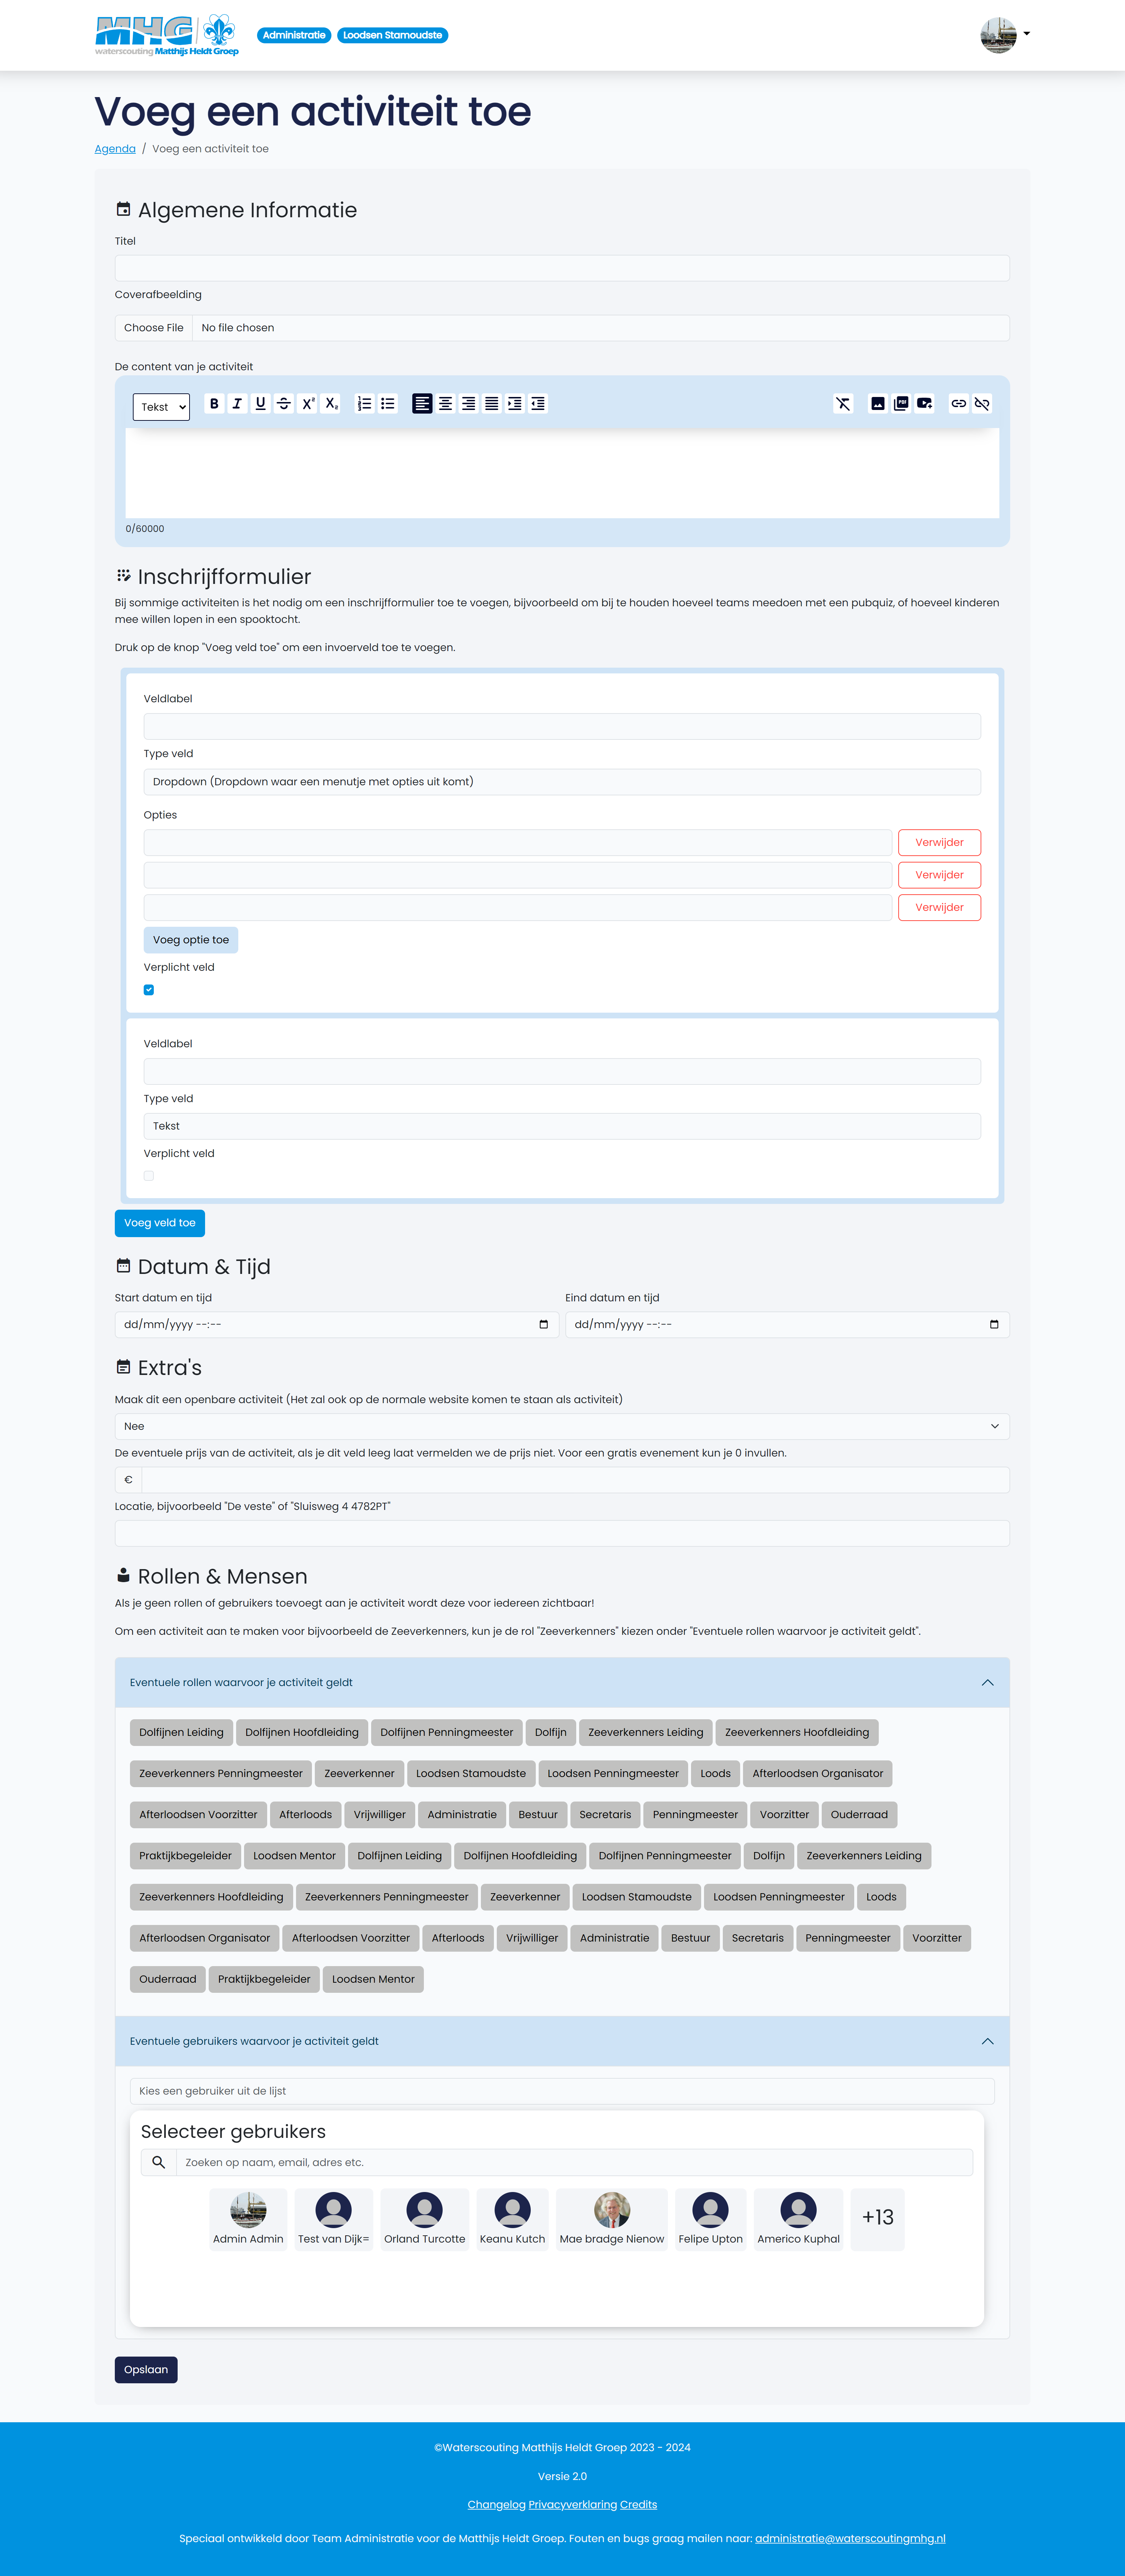 MHG
waterscouting Matthijs Heldt Groep
Administratie Loodsen Stamoudste
Voeg een activiteit toe
Agenda / Voeg een activiteit toe
Algemene Informatie
Titel
Coverafbeelding
Choose File No file chosen
De content van je activiteit
Tekst
0/60000
Inschrijfformulier
Bij sommige activiteiten is het nodig om een inschrijfformulier toe te voegen, bijvoorbeeld om bij te houden hoeveel teams meedoen met een pubquiz, of hoeveel kinderen
mee willen lopen in een spooktocht.
Druk op de knop "Voeg veld toe" om een invoerveld toe te voegen.
Veldlabel
Type veld
Dropdown (Dropdown waar een menutje met opties uit komt)
Opties
Verwijder
Verwijder
Verwijder
Voeg optie toe
Verplicht veld
Veldlabel
Type veld
Tekst
Verplicht veld
Voeg veld toe
Datum & Tijd
Start datum en tijd Eind datum en tijd
dd/mm/yyyy --:-- dd/mm/yyyy --:--
Extra's
Maak dit een openbare activiteit (Het zal ook op de normale website komen te staan als activiteit)
Nee
De eventuele prijs van de activiteit, als je dit veld leeg laat vermelden we de prijs niet. Voor een gratis evenement kun je 0 invullen.
€
Locatie, bijvoorbeeld "De veste" of "Sluisweg 4 4782PT"
Rollen & Mensen
Als je geen rollen of gebruikers toevoegt aan je activiteit wordt deze voor iedereen zichtbaar!
Om een activiteit aan te maken voor bijvoorbeeld de Zeeverkenners, kun je de rol "Zeeverkenners" kiezen onder "Eventuele rollen waarvoor je activiteit geldt".
Eventuele rollen waarvoor je activiteit geldt
Dolfijnen Leiding Dolfijnen Hoofdleiding Dolfijnen Penningmeester Dolfijn Zeeverkenners Leiding Zeeverkenners Hoofdleiding
Zeeverkenners Penningmeester Zeeverkenner Loodsen Stamoudste Loodsen Penningmeester Loods Afterloodsen Organisator
Afterloodsen Voorzitter Afterloods Vrijwilliger Administratie Bestuur Secretaris Penningmeester Voorzitter Ouderraad
Praktijkbegeleider Loodsen Mentor Dolfijnen Leiding Dolfijnen Hoofdleiding Dolfijnen Penningmeester Dolfijn Zeeverkenners Leiding
Zeeverkenners Hoofdleiding Zeeverkenners Penningmeester Zeeverkenner Loodsen Stamoudste Loodsen Penningmeester Loods
Afterloodsen Organisator Afterloodsen Voorzitter Afterloods Vrijwilliger Administratie Bestuur Secretaris Penningmeester Voorzitter
Ouderraad Praktijkbegeleider Loodsen Mentor
Eventuele gebruikers waarvoor je activiteit geldt
Kies een gebruiker uit de lijst
Selecteer gebruikers
Zoeken op naam, email, adres etc.
Admin Admin Test van Dijk= Orland Turcotte Keanu Kutch Mae bradge Nienow Felipe Upton Americo Kuphal +13
Opslaan
©Waterscouting Matthijs Heldt Groep 2023 - 2024
Versie 2.0
Changelog Privacyverklaring Credits
Speciaal ontwikkeld door Team Administratie voor de Matthijs Heldt Groep. Fouten en bugs graag mailen naar: administratie@waterscoutingmhg.nl